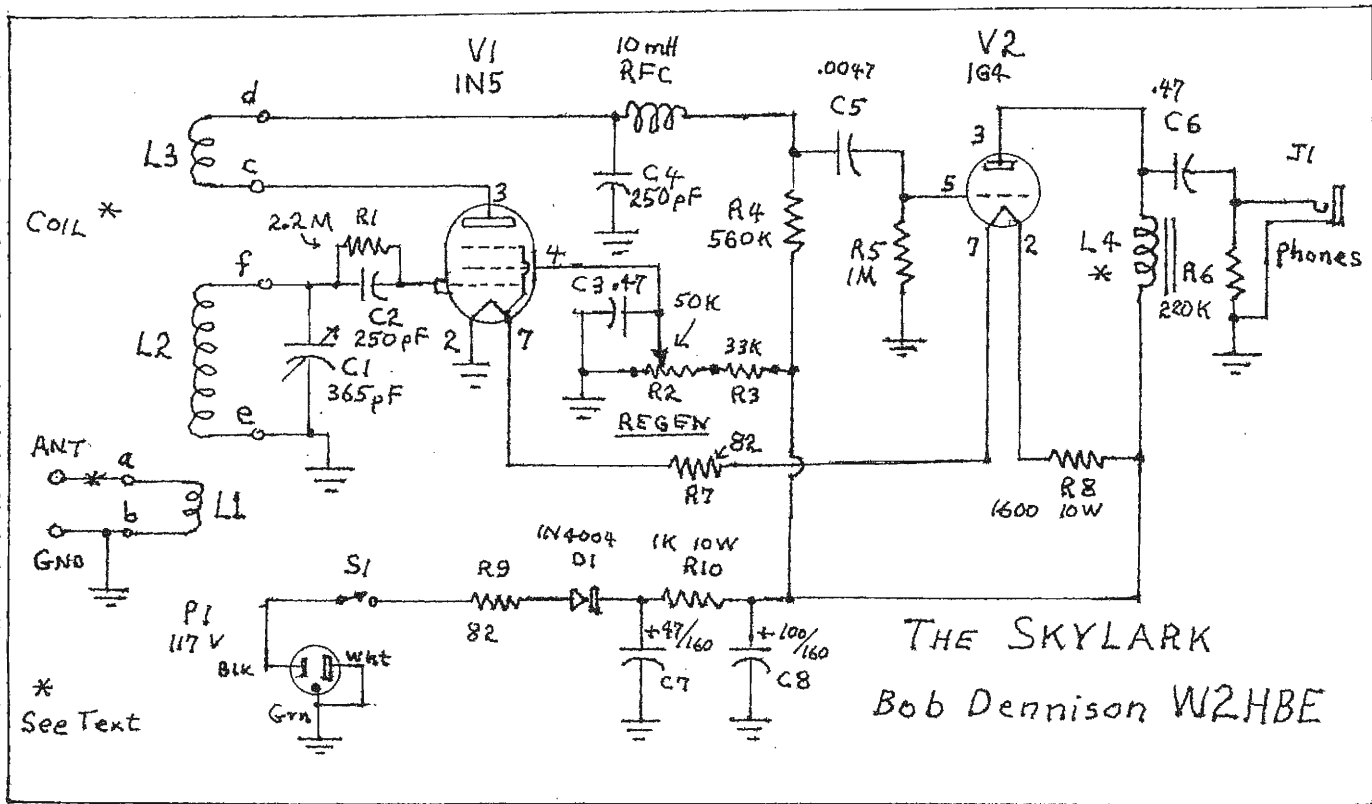 V1
1N5
10 mH
RFC
V2
1G4
.0047
C5
.47
C6
J1
Phones
d
L3
c
3
C4
250pF
R4
560K
3
5
7
2
R5
1M
L4
*
R6
220K
COIL *
2.2M
R1
f
C2
250pF
4
C3 .47
50K
2
7
L2
C1
365pF
R2
33K
R3
REGEN
e
82
R7
R8
1600 10W
ANT
*
a
b
L1
GND
S1
R9
82
1N4004
D1
1K 10W
R10
P1
117 V
Blk
Wht
Grn
+47/160
C7
+100/160
C8
THE SKYLARK
Bob Dennison W2HBE
*
See Text